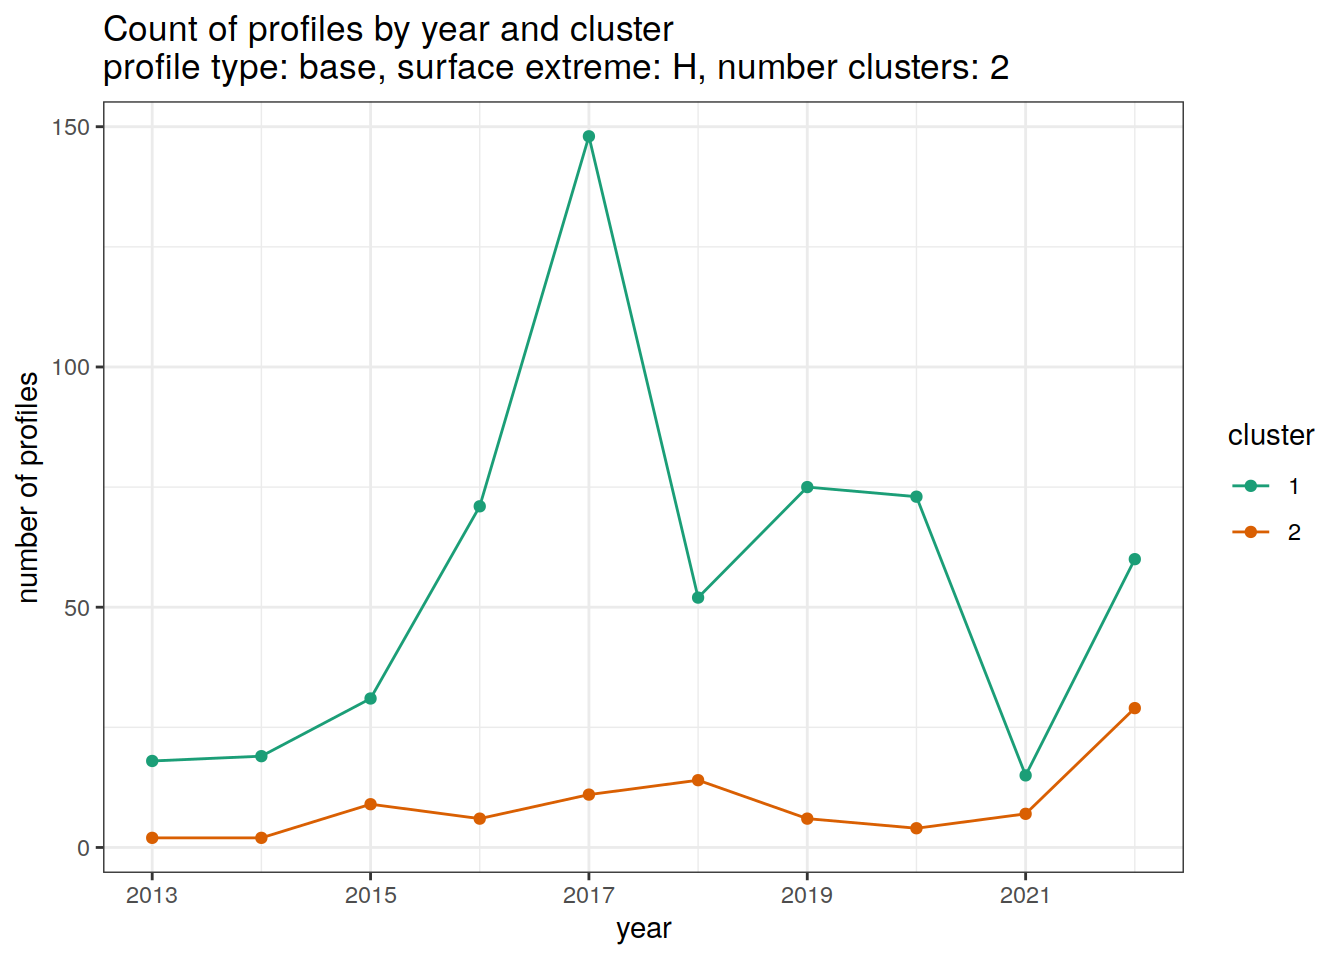 Count of profiles by year and cluster
profile type: base, surface extreme: H, number clusters: 2
150
100
50
0
number of profiles
2013
2015
2017
2019
2021
year
cluster
1
2